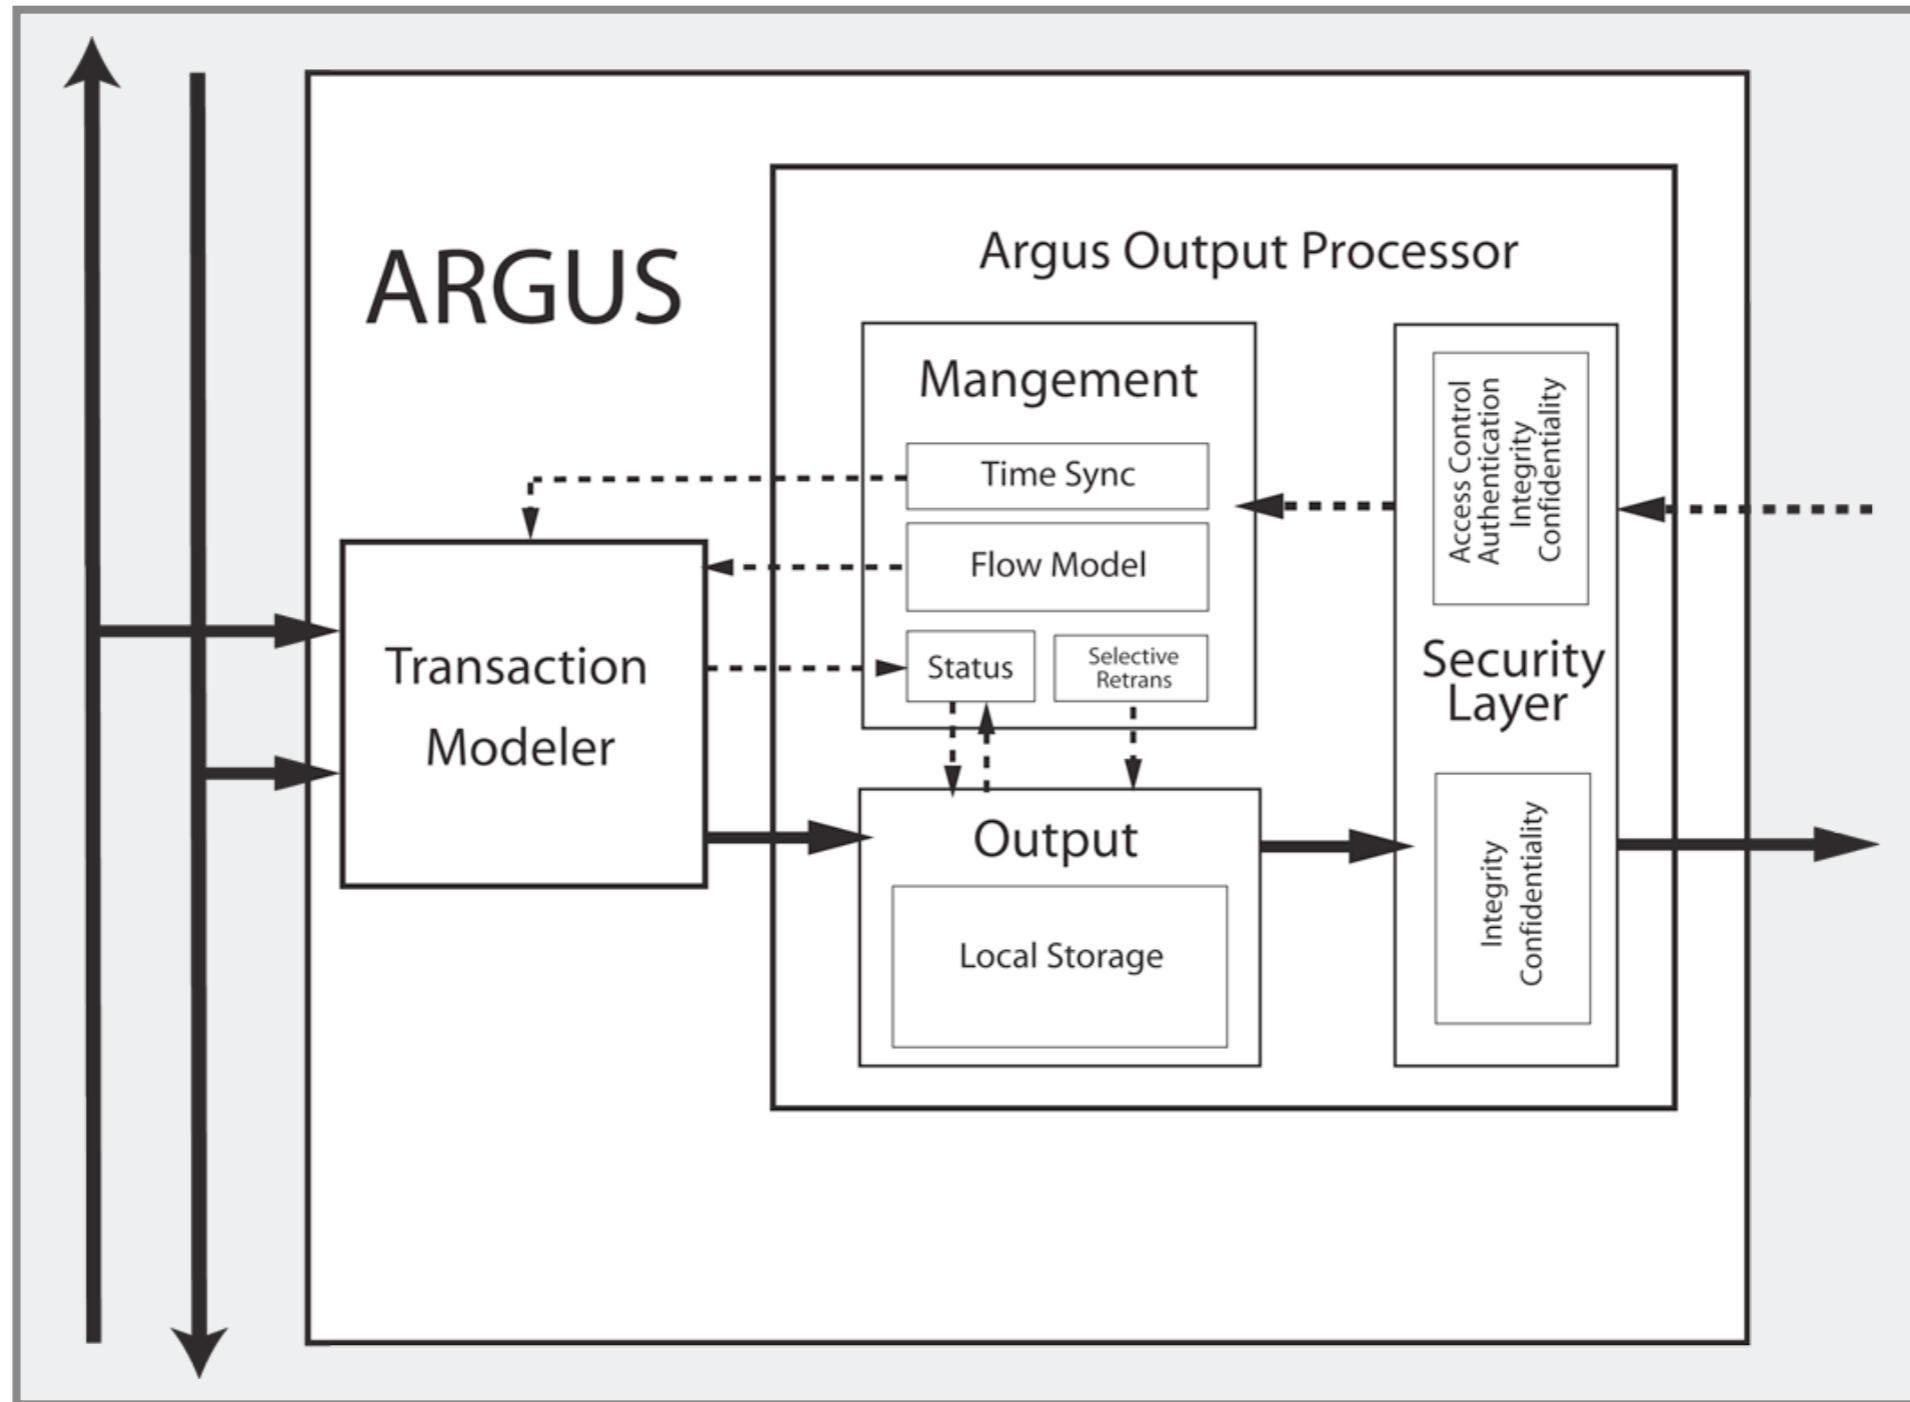 ARGUS
Argus Output Processor
Mangement
Time Sync
Flow Model
Status
Selective
Retrans
Transaction
Modeler
Output
Local Storage
Access Control
Authentication
Integrity
Confidentiality
Security
Layer
Integrity
Confidentiality